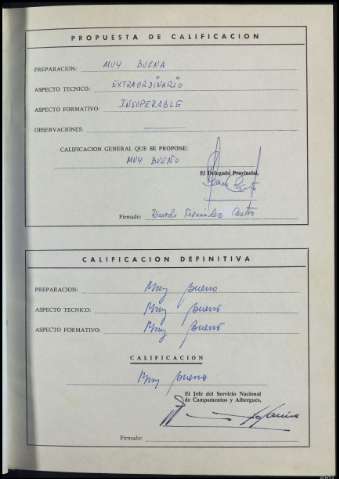 PROPUESTA DE CALIFICACION
PREPARACION: MUY BUENA
ASPECTO TECNICO: EXTRAORDINARIO
ASPECTO FORMATIVO: INSUPERABLE
OBSERVACIONES:
CALIFICACION GENERAL QUE SE PROPONE:
MUY BUENO
El Delegado Provincial,
Firmado: Castro
CALIFICACION DEFINITIVA
PREPARACION: Muy bueno
ASPECTO TECNICO: Muy bueno
ASPECTO FORMATIVO: Muy bueno
CALIFICACION
Muy bueno
El Jefe del Servicio Nacional
de Campamentos y Albergues,
Firmado: